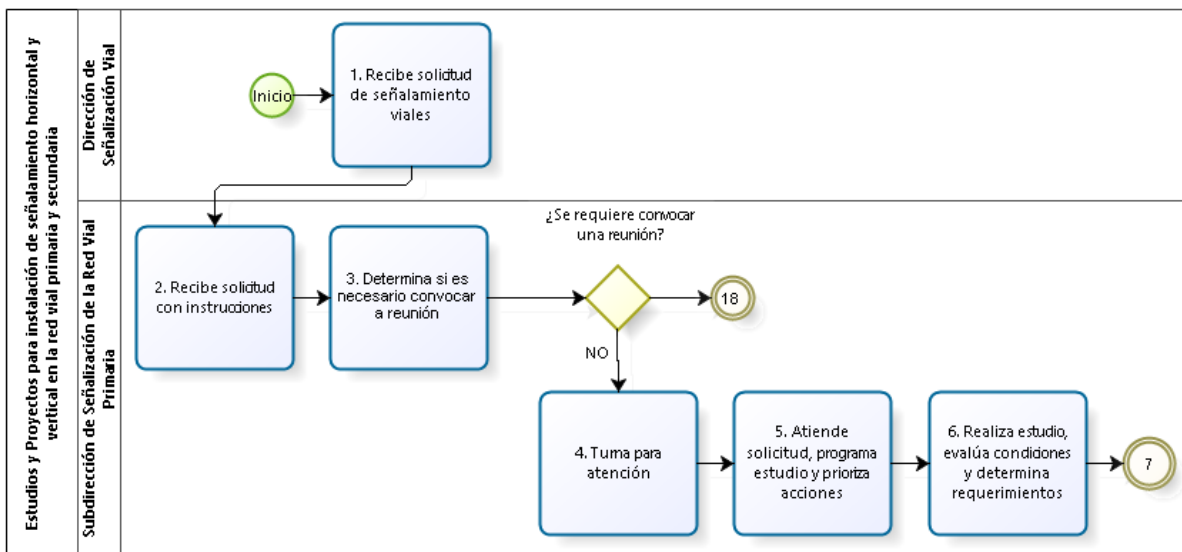 Estudios y Proyectos para instalación de señalamiento horizontal y
vertical en la red vial primaria y secundaria
Dirección de
Señalización Vial
Inicio
1. Recibe solicitud
de señalamiento
viales
Subdirección de Señalización de la Red Vial
Primaria
2. Recibe solicitud
con instrucciones
3. Determina si es
necesario convocar
a reunión
¿Se requiere convocar
una reunión?
18
NO
4. Turna para
atención
5. Atiende
solicitud, programa
estudio y prioriza
acciones
6. Realiza estudio,
evalúa condiciones
y determina
requerimientos
7